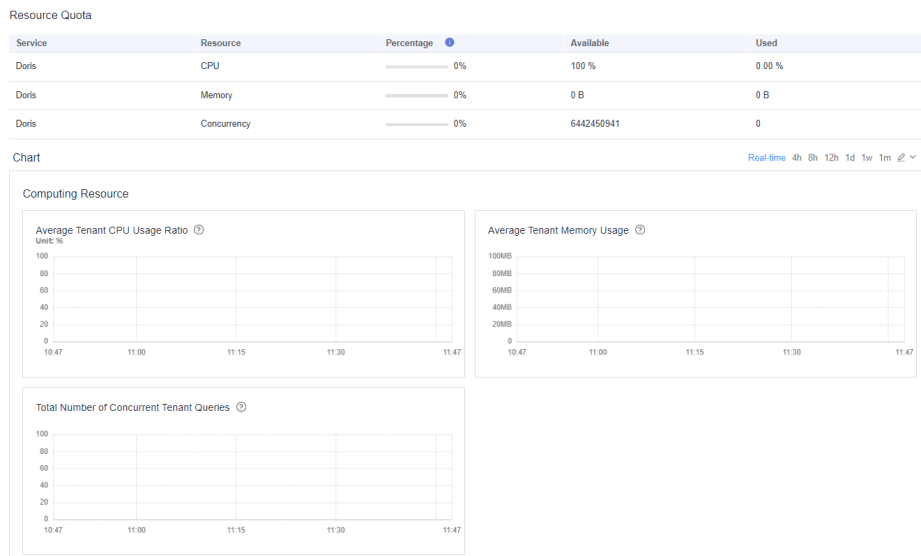 Resource Quota
Service Resource Percentage Available Used
Doris CPU 0% 100 % 0.00 %
Doris Memory 0% 0 B 0 B
Doris Concurrency 0% 6442450941 0
Chart Real-time 4h 8h 12h 1d 1w 1m
Computing Resource
Average Tenant CPU Usage Ratio
Unit: %
100
80
60
40
20
0
10:47 11:00 11:15 11:30 11:47
Average Tenant Memory Usage
100MB
80MB
60MB
40MB
20MB
0
10:47 11:00 11:15 11:30 11:47
Total Number of Concurrent Tenant Queries
100
80
60
40
20
0
10:47 11:00 11:15 11:30 11:47